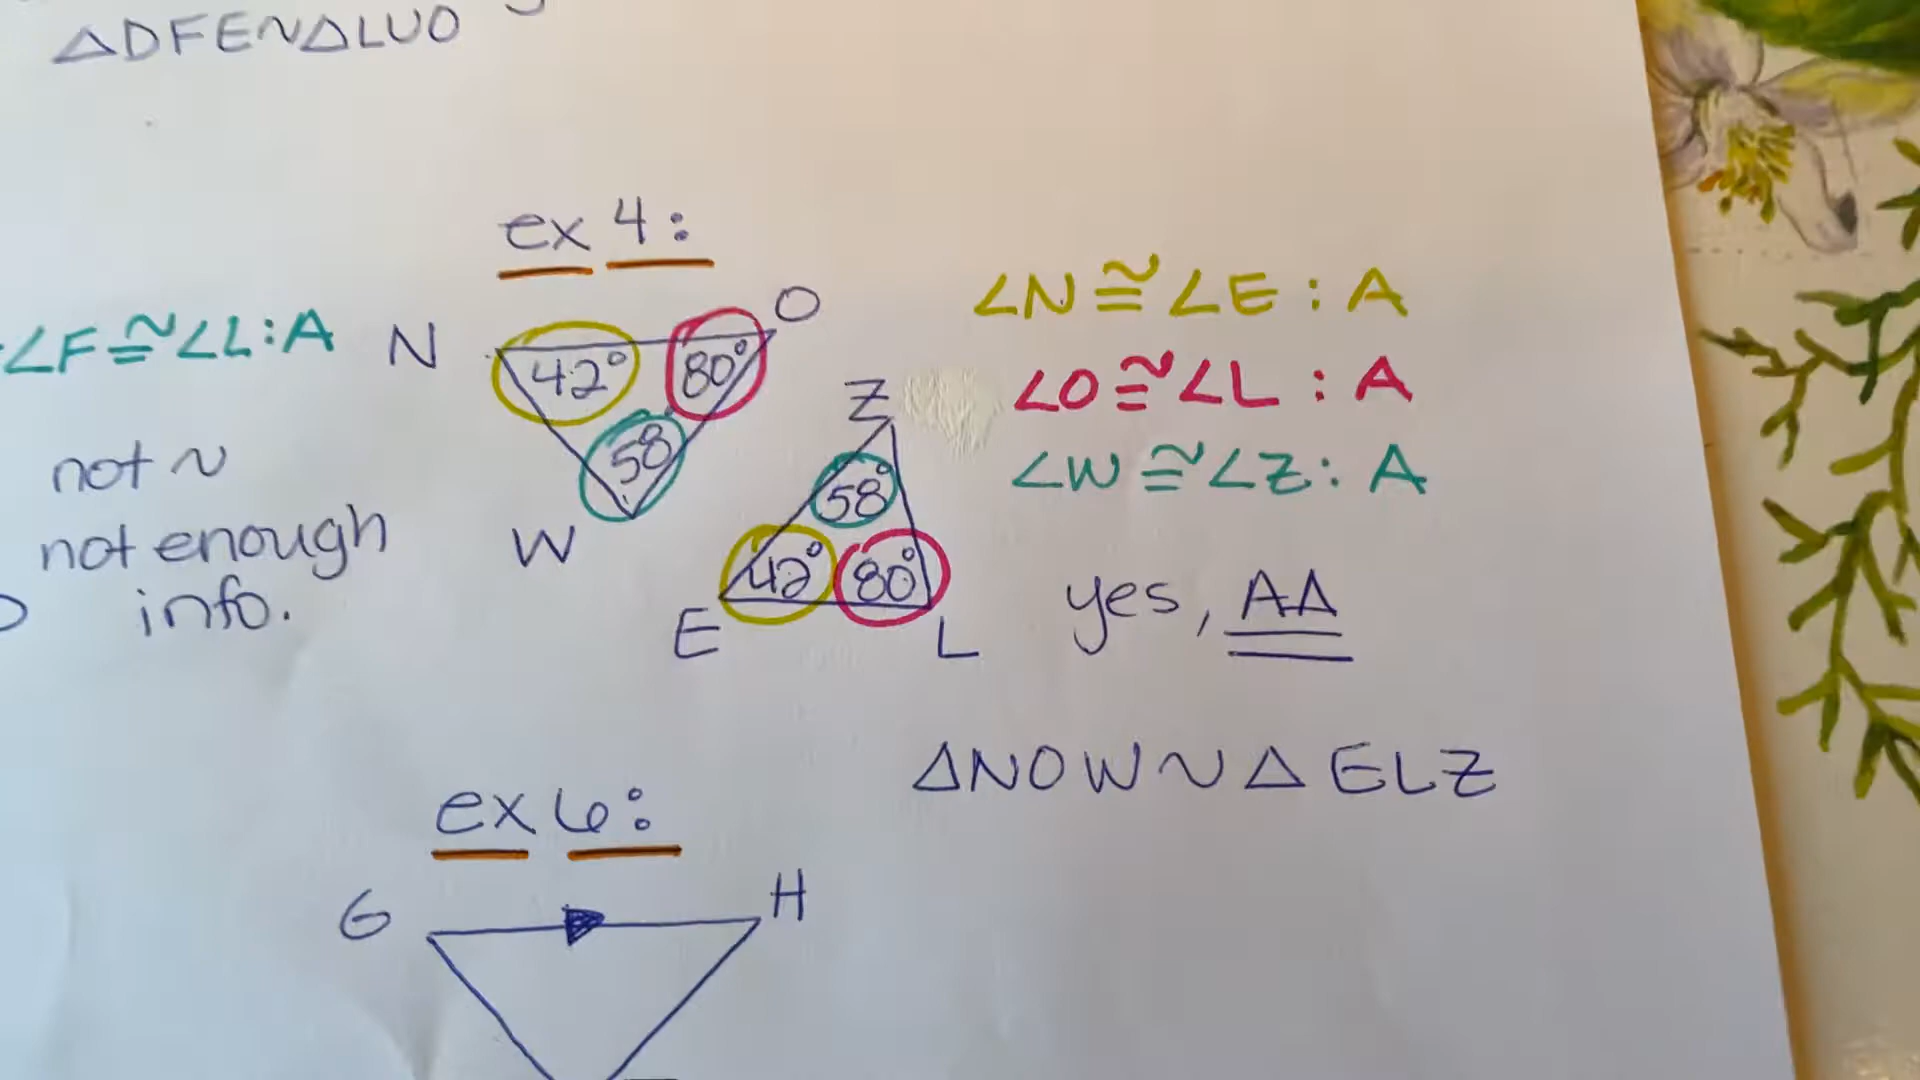 △DFE~△LUO
ex 4:
∠F≅∠L:A
not ~
not enough
info.
N
O
W
42°
80°
58
Z
E
L
58°
42°
80°
∠N≅∠E:A
∠O≅∠L:A
∠W≅∠Z:A
yes, AA
△NOW~△ELZ
ex 6:
G
H